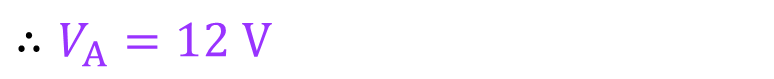 ∴ V_A = 12 V